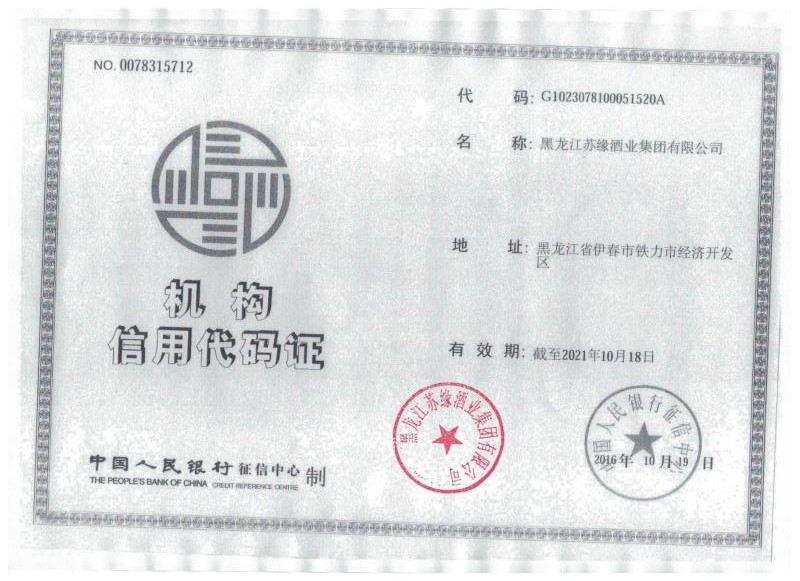 NO. 0078315712
机构
信用代码证
中国人民银行征信中心 制
THE PEOPLE'S BANK OF CHINA CREDIT REFERENCE CENTRE
代 码: G1023078100051520A
名 称: 黑龙江苏缘酒业集团有限公司
地 址: 黑龙江省伊春市铁力市经济开发
区
有 效 期: 截至2021年10月18日
黑龙江苏缘酒业集团有限公司
中国人民银行征信中心
2016年 10月19日